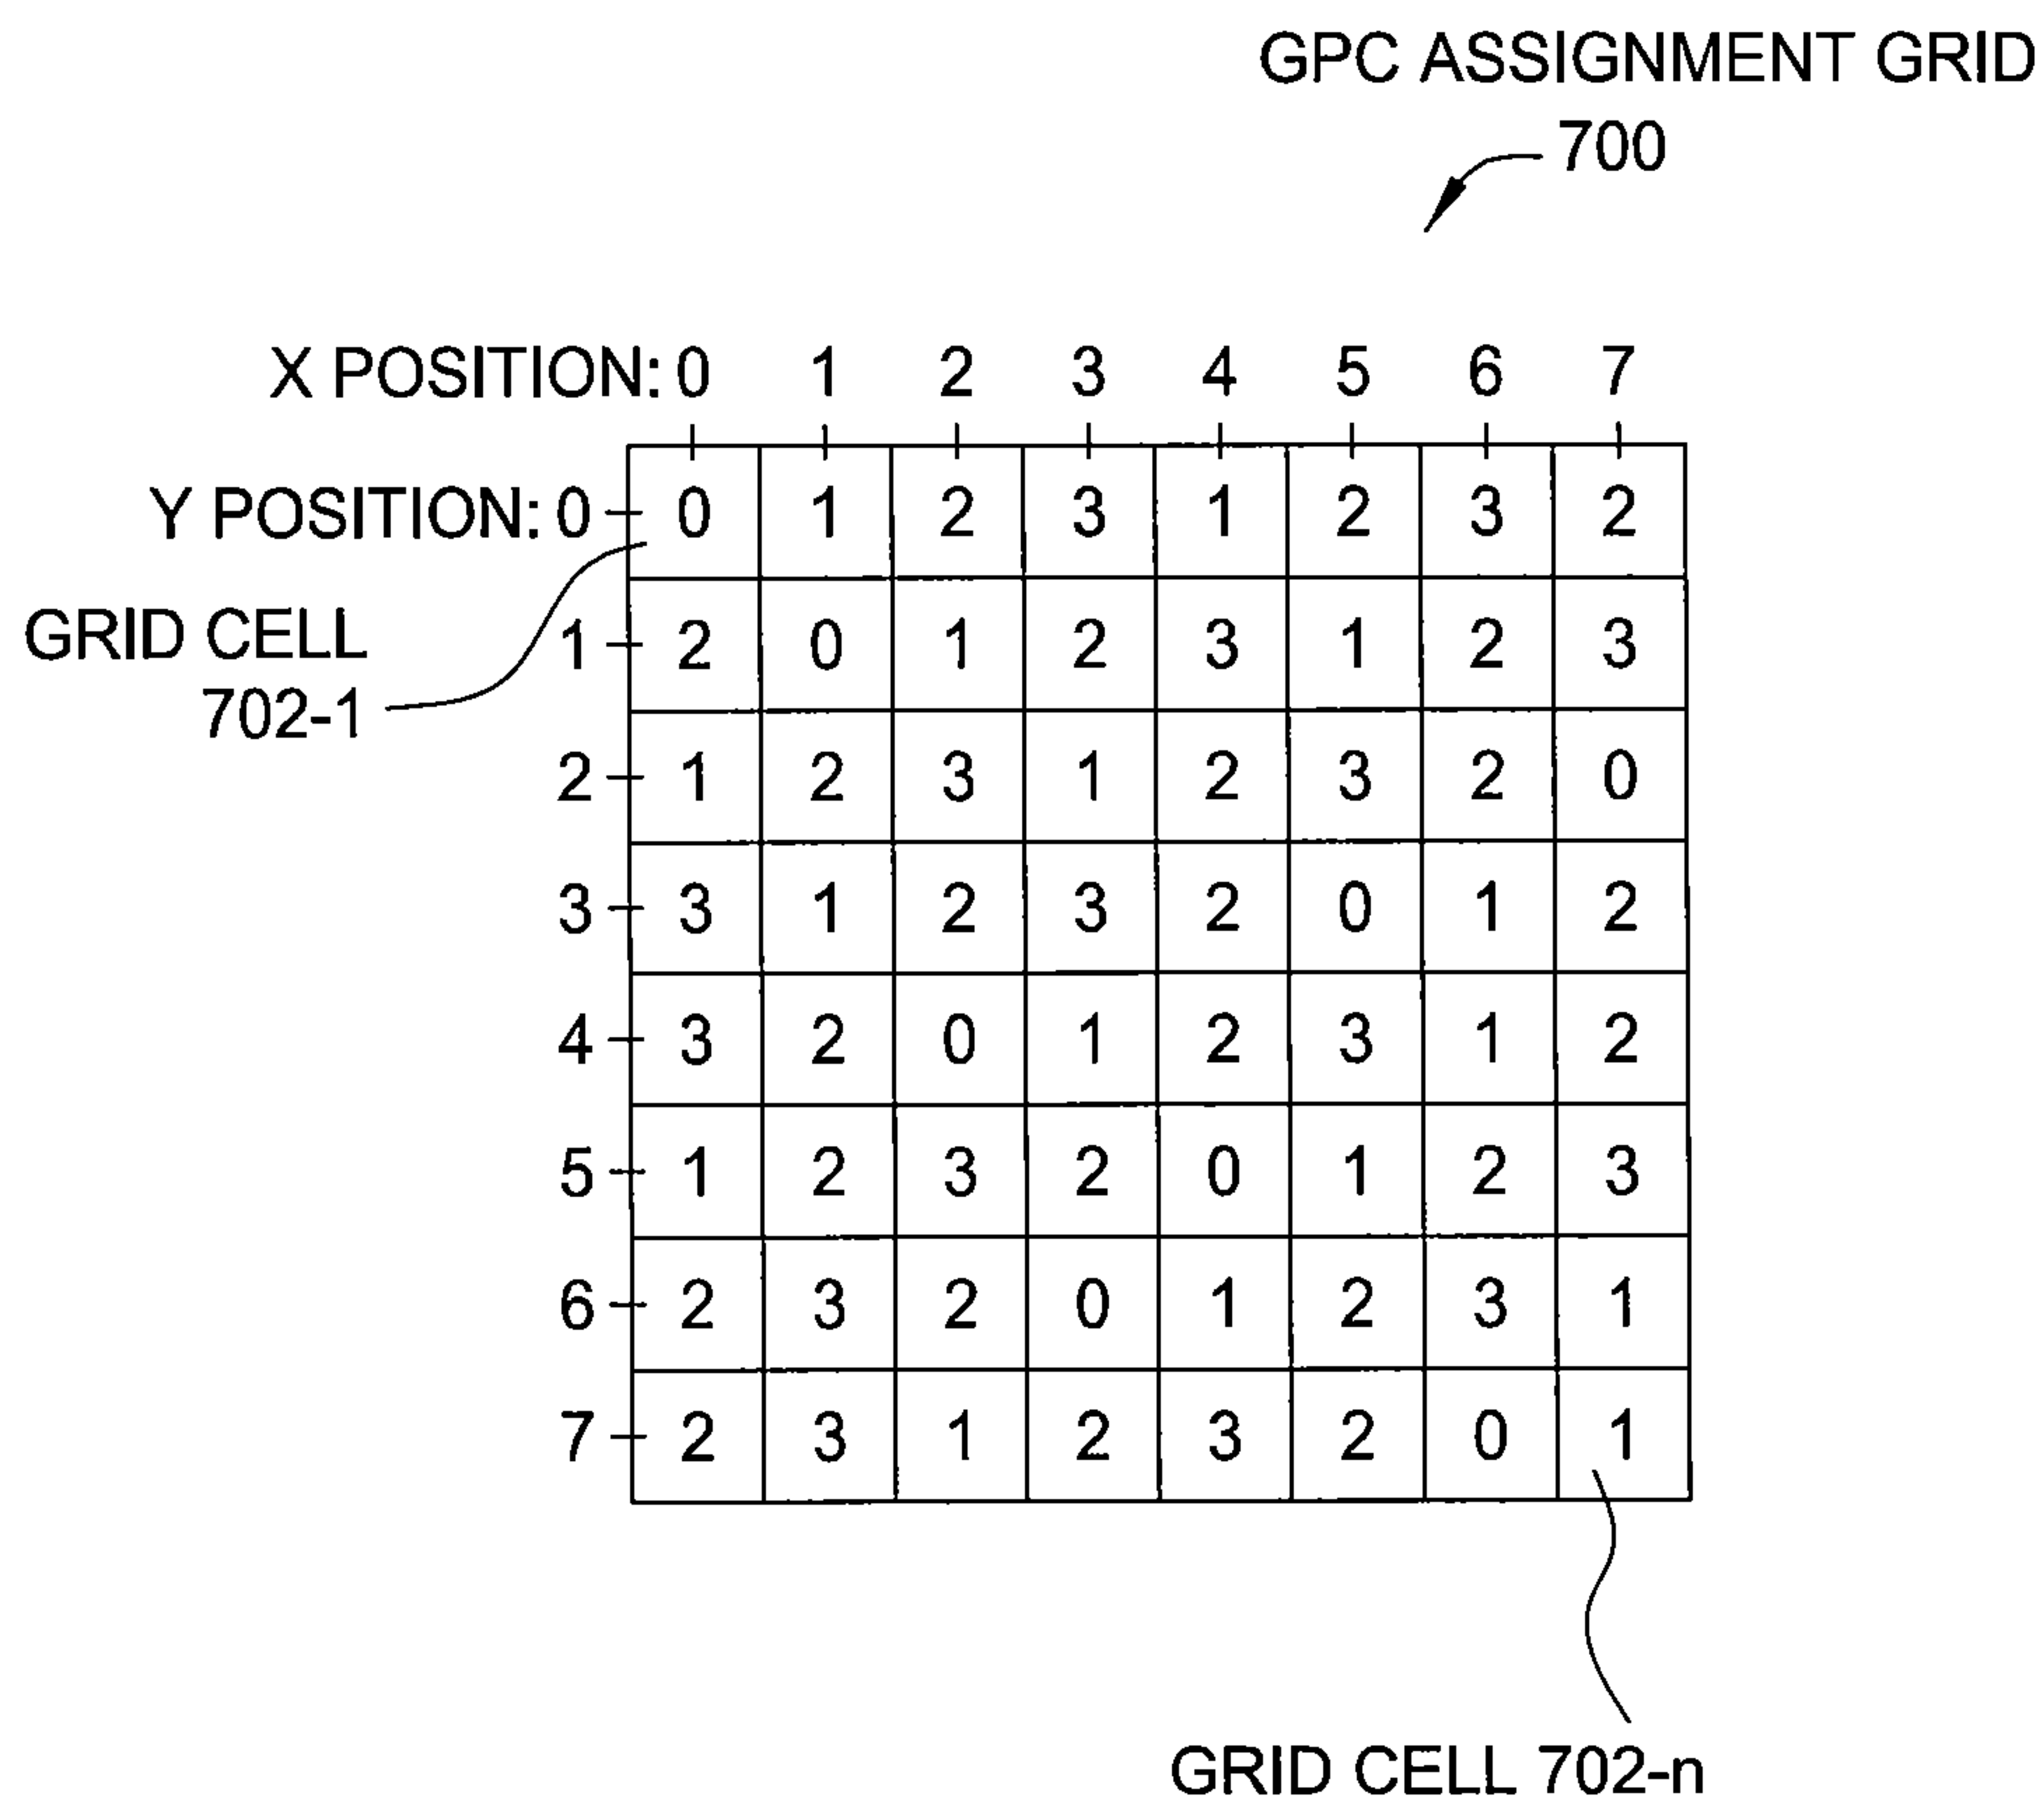 GPC ASSIGNMENT GRID
700
X POSITION: 0 1 2 3 4 5 6 7
Y POSITION: 0 0 1 2 3 1 2 3 2
GRID CELL
702-1
1 2 0 1 2 3 1 2 3
2 1 2 3 1 2 3 2 0
3 3 1 2 3 2 0 1 2
4 3 2 0 1 2 3 1 2
5 1 2 3 2 0 1 2 3
6 2 3 2 0 1 2 3 1
7 2 3 1 2 3 2 0 1
GRID CELL 702-n